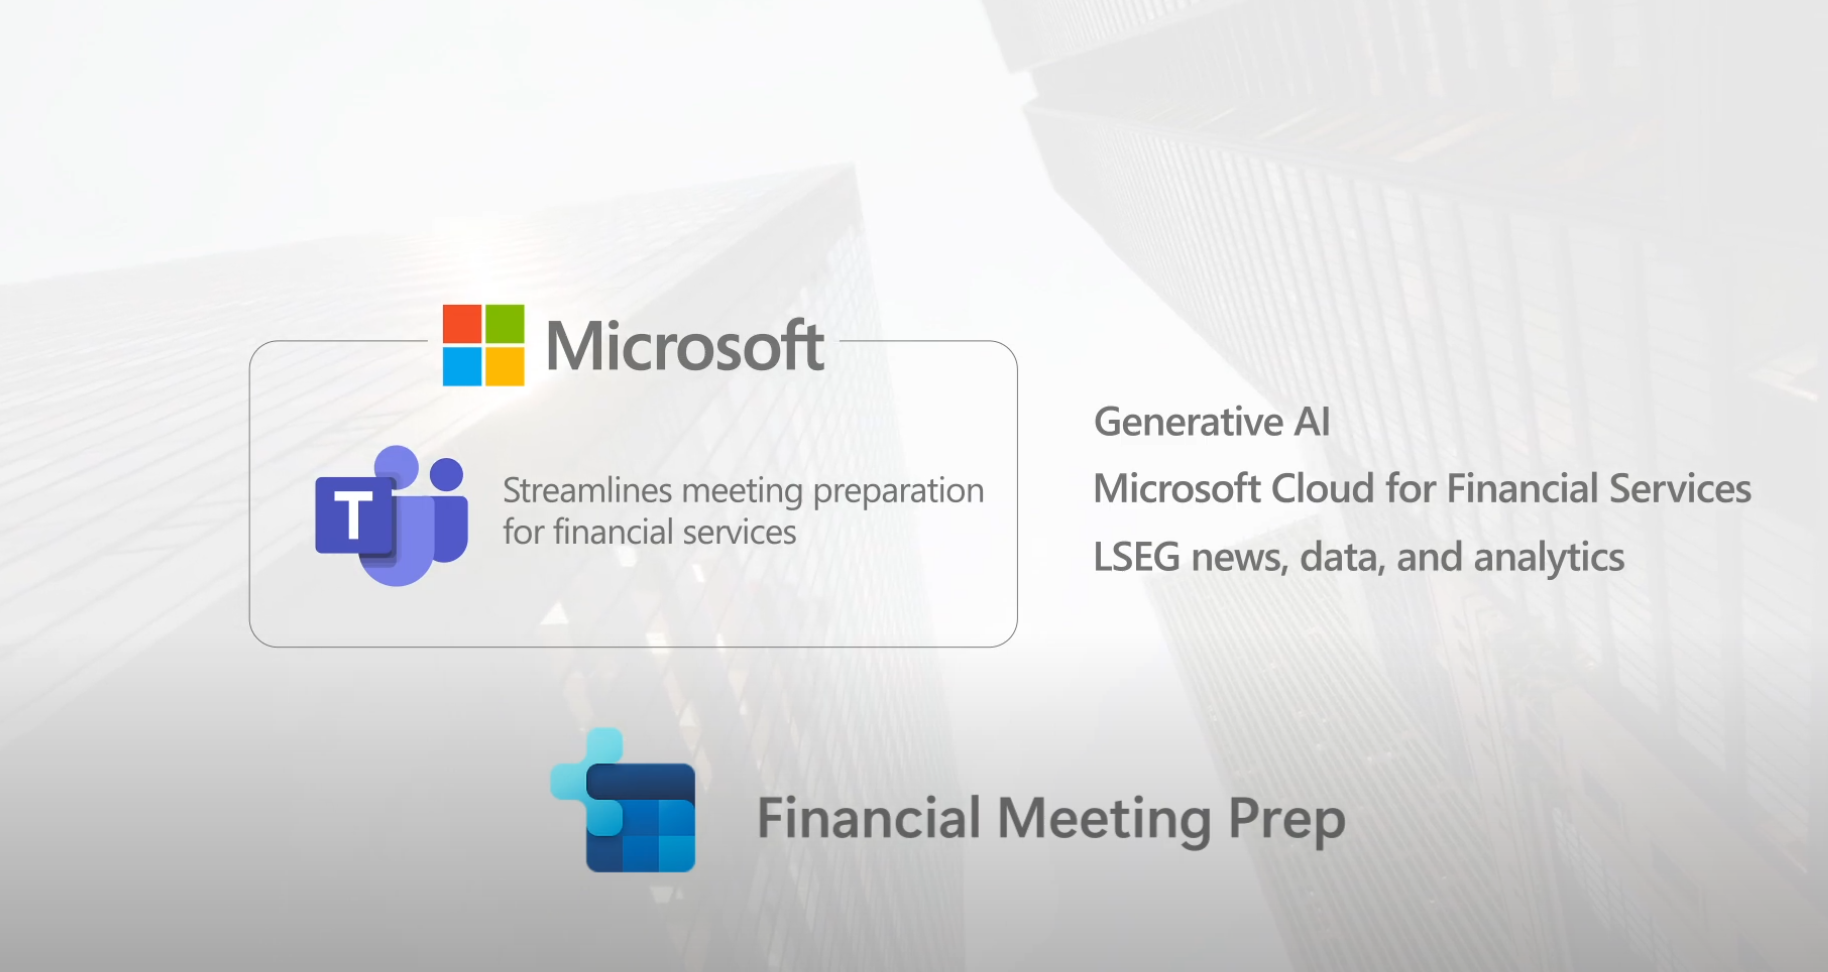 Microsoft
T
Streamlines meeting preparation
for financial services
Generative AI
Microsoft Cloud for Financial Services
LSEG news, data, and analytics
Financial Meeting Prep